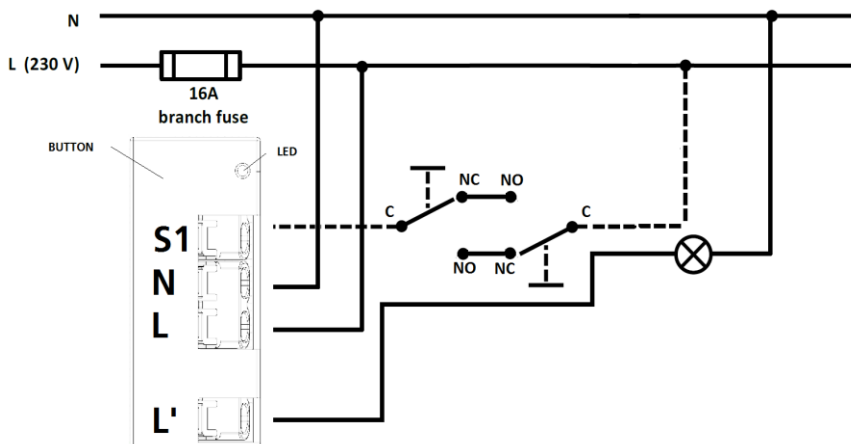 N
L (230 V)
16A
branch fuse
BUTTON
LED
NC NO
C
C
S1
NO NC
N
L
L'